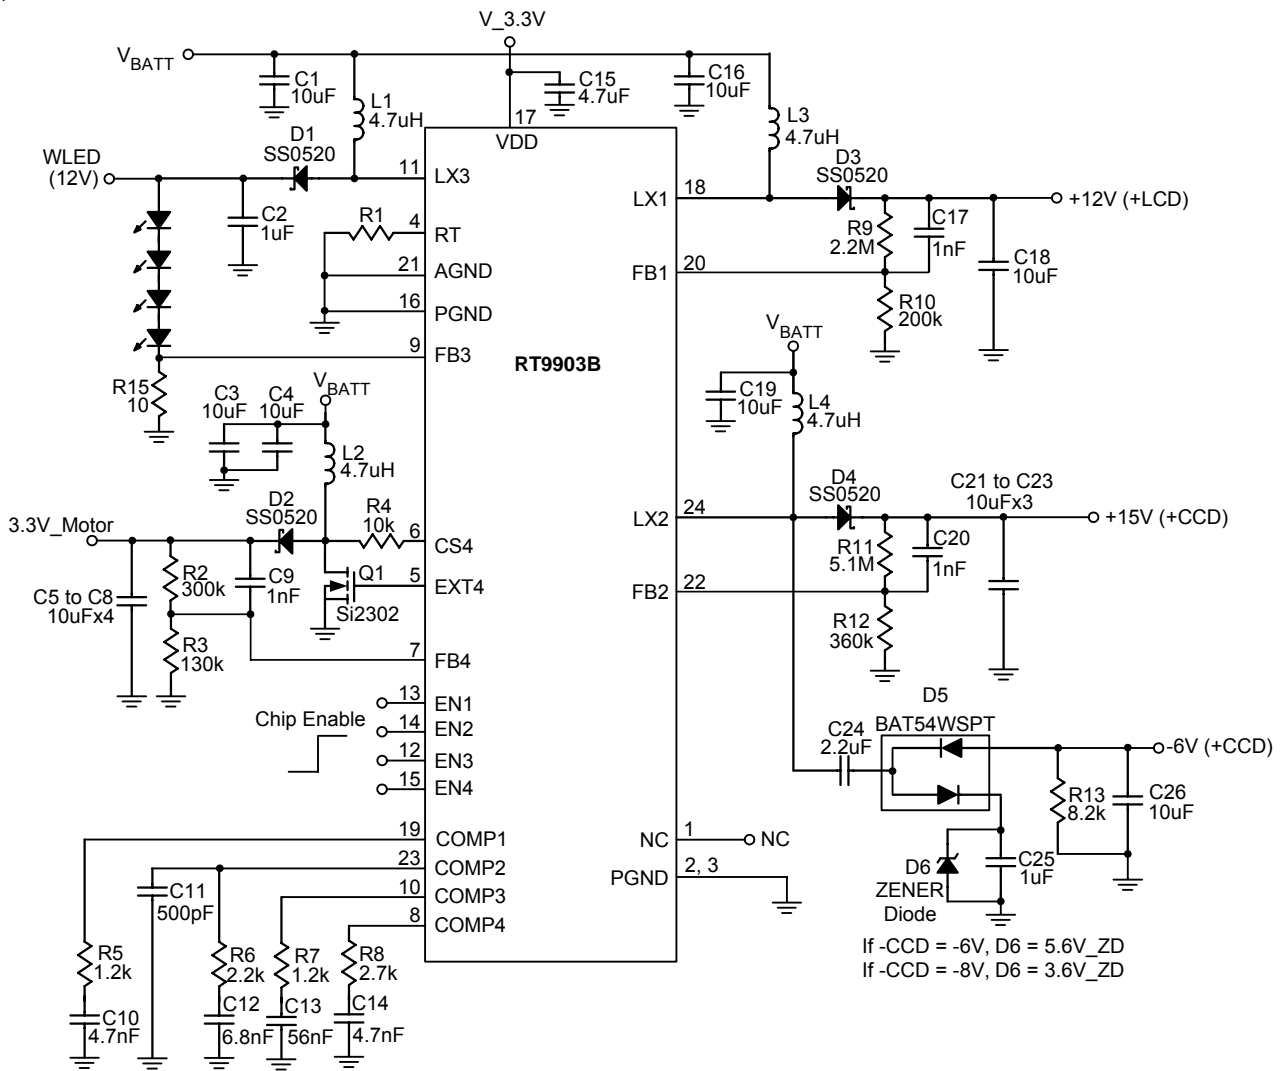 V_3.3V
VBATT
C1
10uF
L1
4.7uH
C15
4.7uF
C16
10uF
L3
4.7uH
17
VDD
D1
SS0520
WLED
(12V)
11
LX3
C2
1uF
R1
4
RT
21
AGND
16
PGND
9
FB3
R15
10
RT9903B
LX1
18
D3
SS0520
+12V (+LCD)
R9
2.2M
C17
1nF
C18
10uF
FB1
20
R10
200k
VBATT
C19
10uF
L4
4.7uH
C3
10uF
C4
10uF
VBATT
L2
4.7uH
D2
SS0520
R4
10k
3.3V_Motor
6
CS4
R2
300k
C9
1nF
Q1
Si2302
5
EXT4
C5 to C8
10uFx4
R3
130k
7
FB4
LX2
24
D4
SS0520
C21 to C23
10uFx3
+15V (+CCD)
R11
5.1M
C20
1nF
FB2
22
R12
360k
Chip Enable
13
EN1
14
EN2
12
EN3
15
EN4
D5
BAT54WSPT
C24
2.2uF
-6V (+CCD)
R13
8.2k
C26
10uF
D6
ZENER
Diode
C25
1uF
If -CCD = -6V, D6 = 5.6V_ZD
If -CCD = -8V, D6 = 3.6V_ZD
NC
1
NC
PGND
2, 3
19
COMP1
23
COMP2
10
COMP3
8
COMP4
C11
500pF
R5
1.2k
R6
2.2k
R7
1.2k
R8
2.7k
C10
4.7nF
C12
6.8nF
C13
56nF
C14
4.7nF